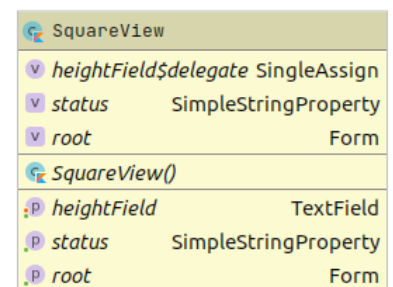 SquareView
heightField$delegate SingleAssign
status SimpleStringProperty
root Form
SquareView()
heightField TextField
status SimpleStringProperty
root Form